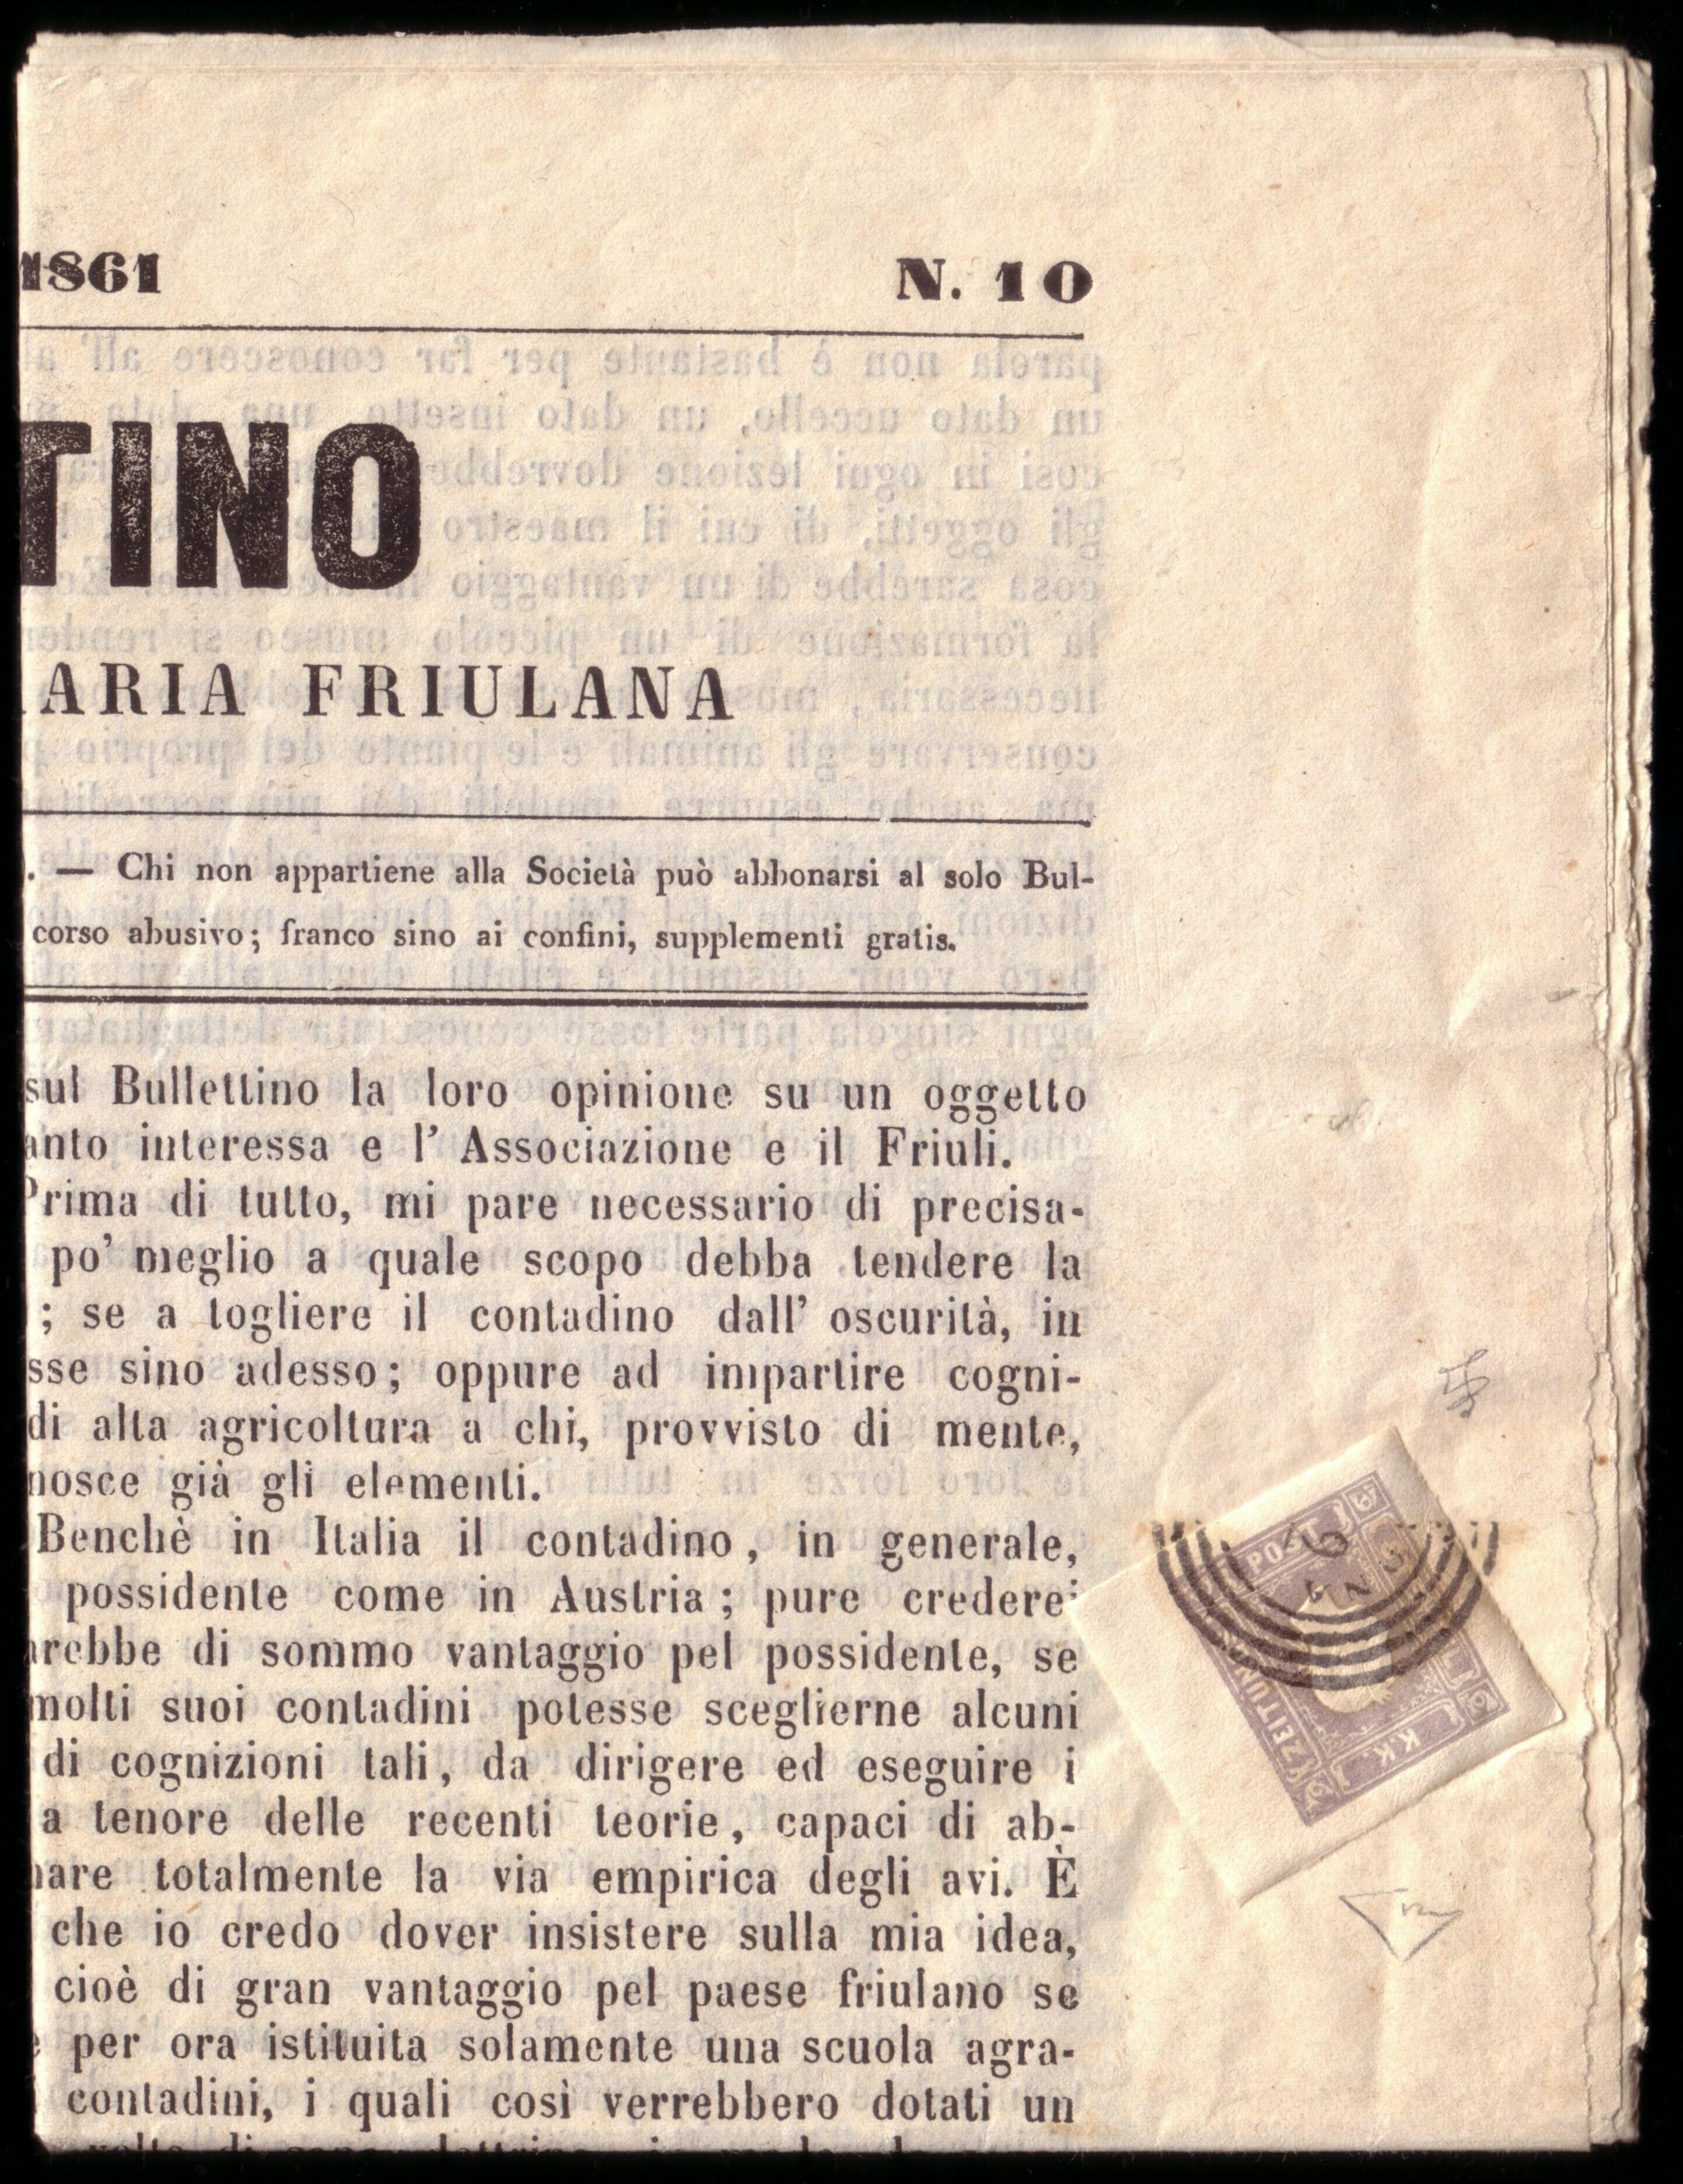 1861 N. 10
TINO
ARIA FRIULANA
. — Chi non appartiene alla Società può abbonarsi al solo Bul-
corso abusivo; franco sino ai confini, supplementi gratis.
sul Bullettino la loro opinione su un oggetto
anto interessa e l' Associazione e il Friuli.
Prima di tutto, mi pare necessario di precisa-
po' meglio a quale scopo debba tendere la
; se a togliere il contadino dall' oscurità, in
sse sino adesso; oppure ad impartire cogni-
di alta agricoltura a chi, provvisto di mente,
nosce già gli elementi.
Benchè in Italia il contadino, in generale,
possidente come in Austria; pure crederei
arebbe di sommo vantaggio pel possidente, se
molti suoi contadini potesse sceglierne alcuni
di cognizioni tali, da dirigere ed eseguire i
a tenore delle recenti teorie, capaci di ab-
nare totalmente la via empirica degli avi. È
che io credo dover insistere sulla mia idea,
cioè di gran vantaggio pel paese friulano se
e per ora istituita solamente una scuola agra-
contadini, i quali così verrebbero dotati un
K.K.
POST
ZEITUN